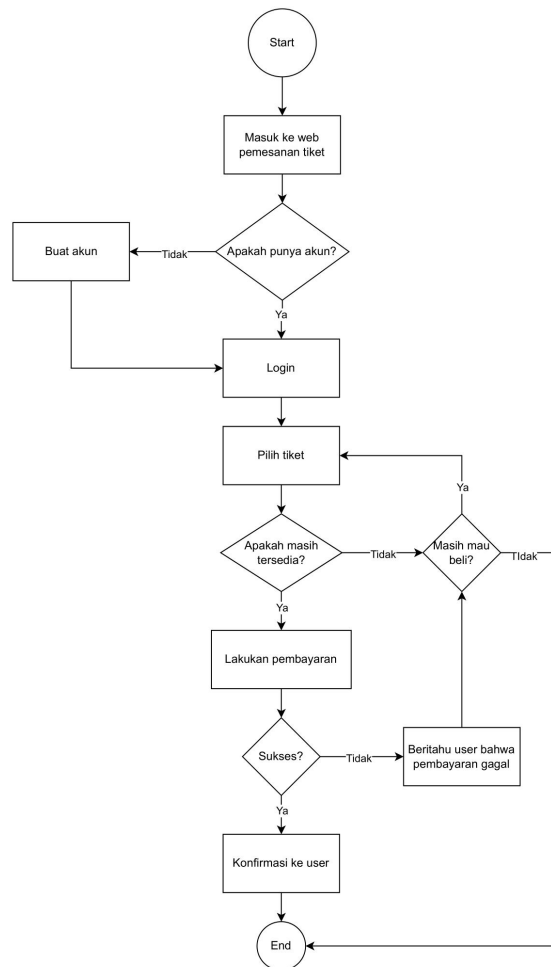 Start
Masuk ke web
pemesanan tiket
Apakah punya akun?
Tidak
Buat akun
Ya
Login
Pilih tiket
Ya
Apakah masih
tersedia?
Tidak
Masih mau
beli?
TIdak
Ya
Lakukan pembayaran
Sukses?
Tidak
Beritahu user bahwa
pembayaran gagal
Ya
Konfirmasi ke user
End